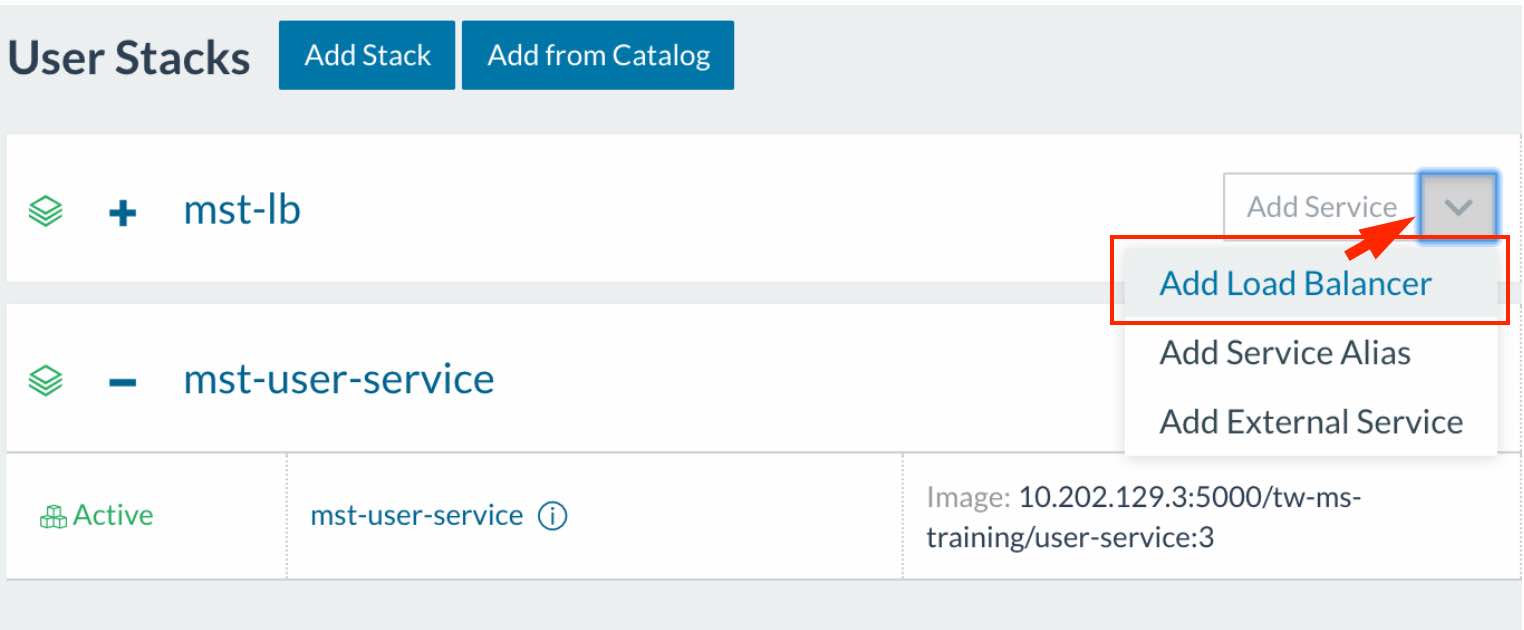 User Stacks
Add Stack
Add from Catalog
mst-lb
Add Service
Add Load Balancer
Add Service Alias
Add External Service
mst-user-service
Active
mst-user-service
Image: 10.202.129.3:5000/tw-ms-
training/user-service:3